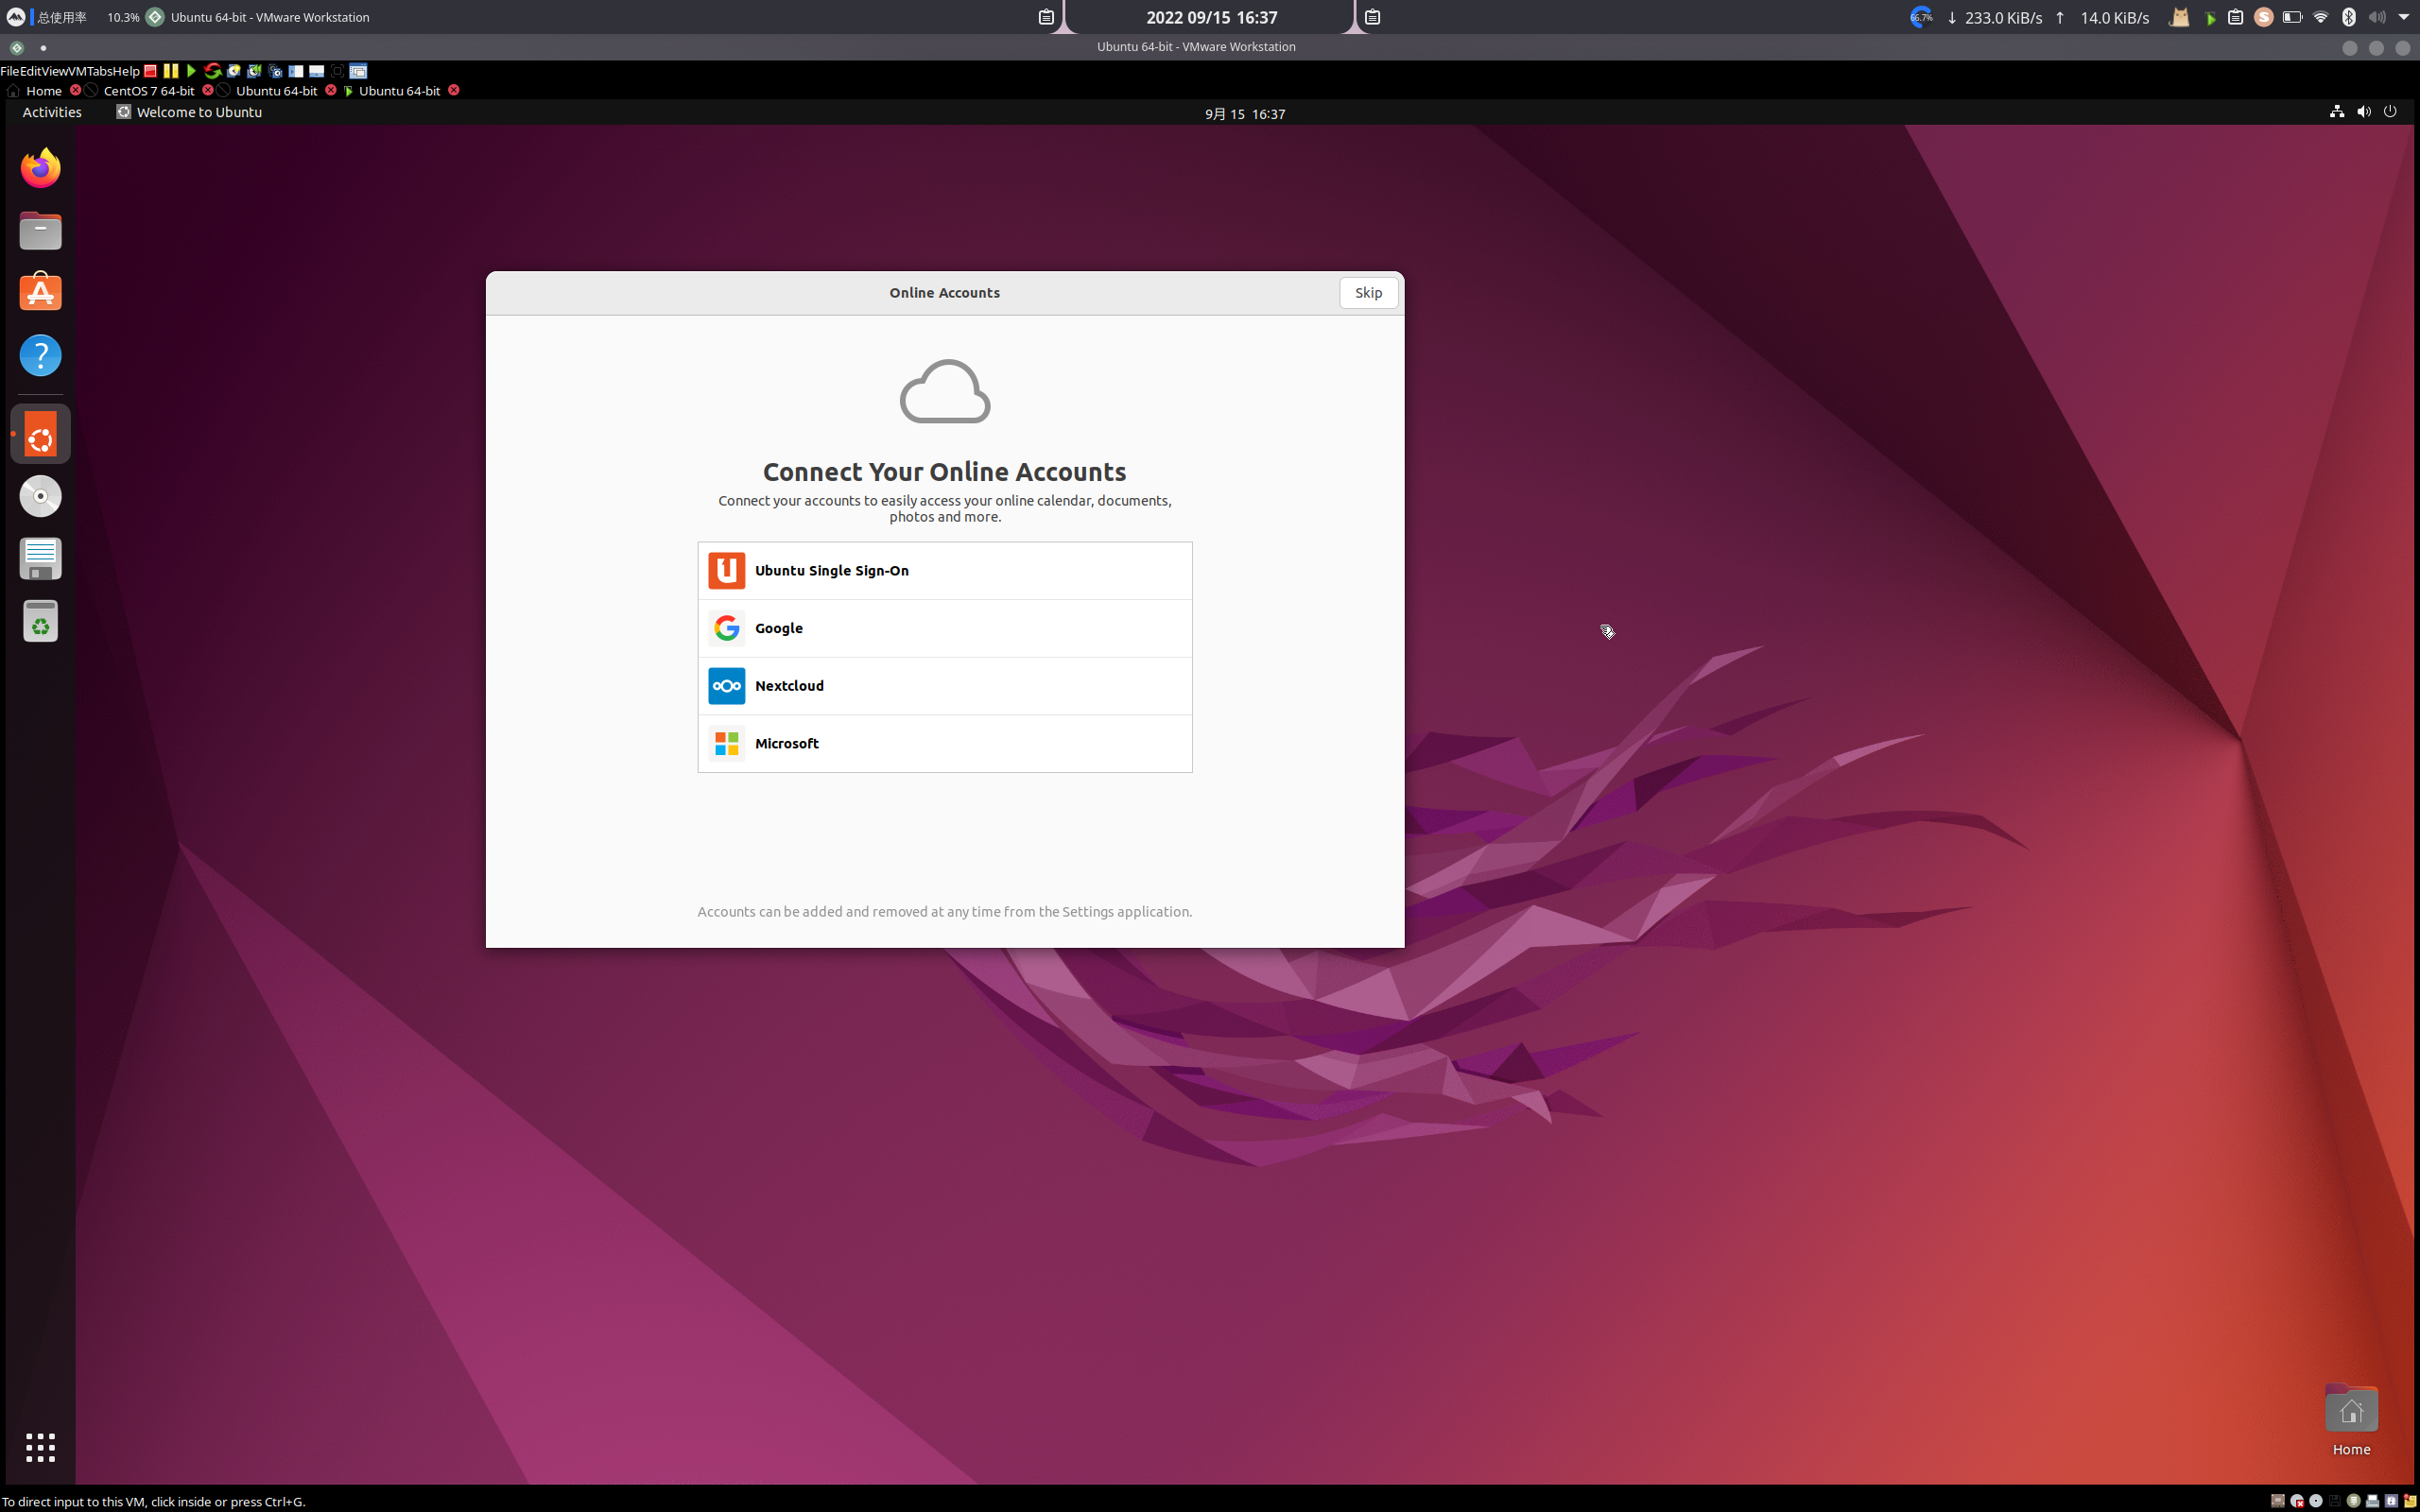 总使用率 10.3% Ubuntu 64-bit - VMware Workstation
2022 09/15 16:37
66.7% ↓ 233.0 KiB/s ↑ 14.0 KiB/s
Ubuntu 64-bit - VMware Workstation
File Edit View VM Tabs Help
Home CentOS 7 64-bit Ubuntu 64-bit Ubuntu 64-bit
Activities Welcome to Ubuntu
9月 15 16:37
Online Accounts
Skip
Connect Your Online Accounts
Connect your accounts to easily access your online calendar, documents,
photos and more.
Ubuntu Single Sign-On
Google
Nextcloud
Microsoft
Accounts can be added and removed at any time from the Settings application.
Home
To direct input to this VM, click inside or press Ctrl+G.